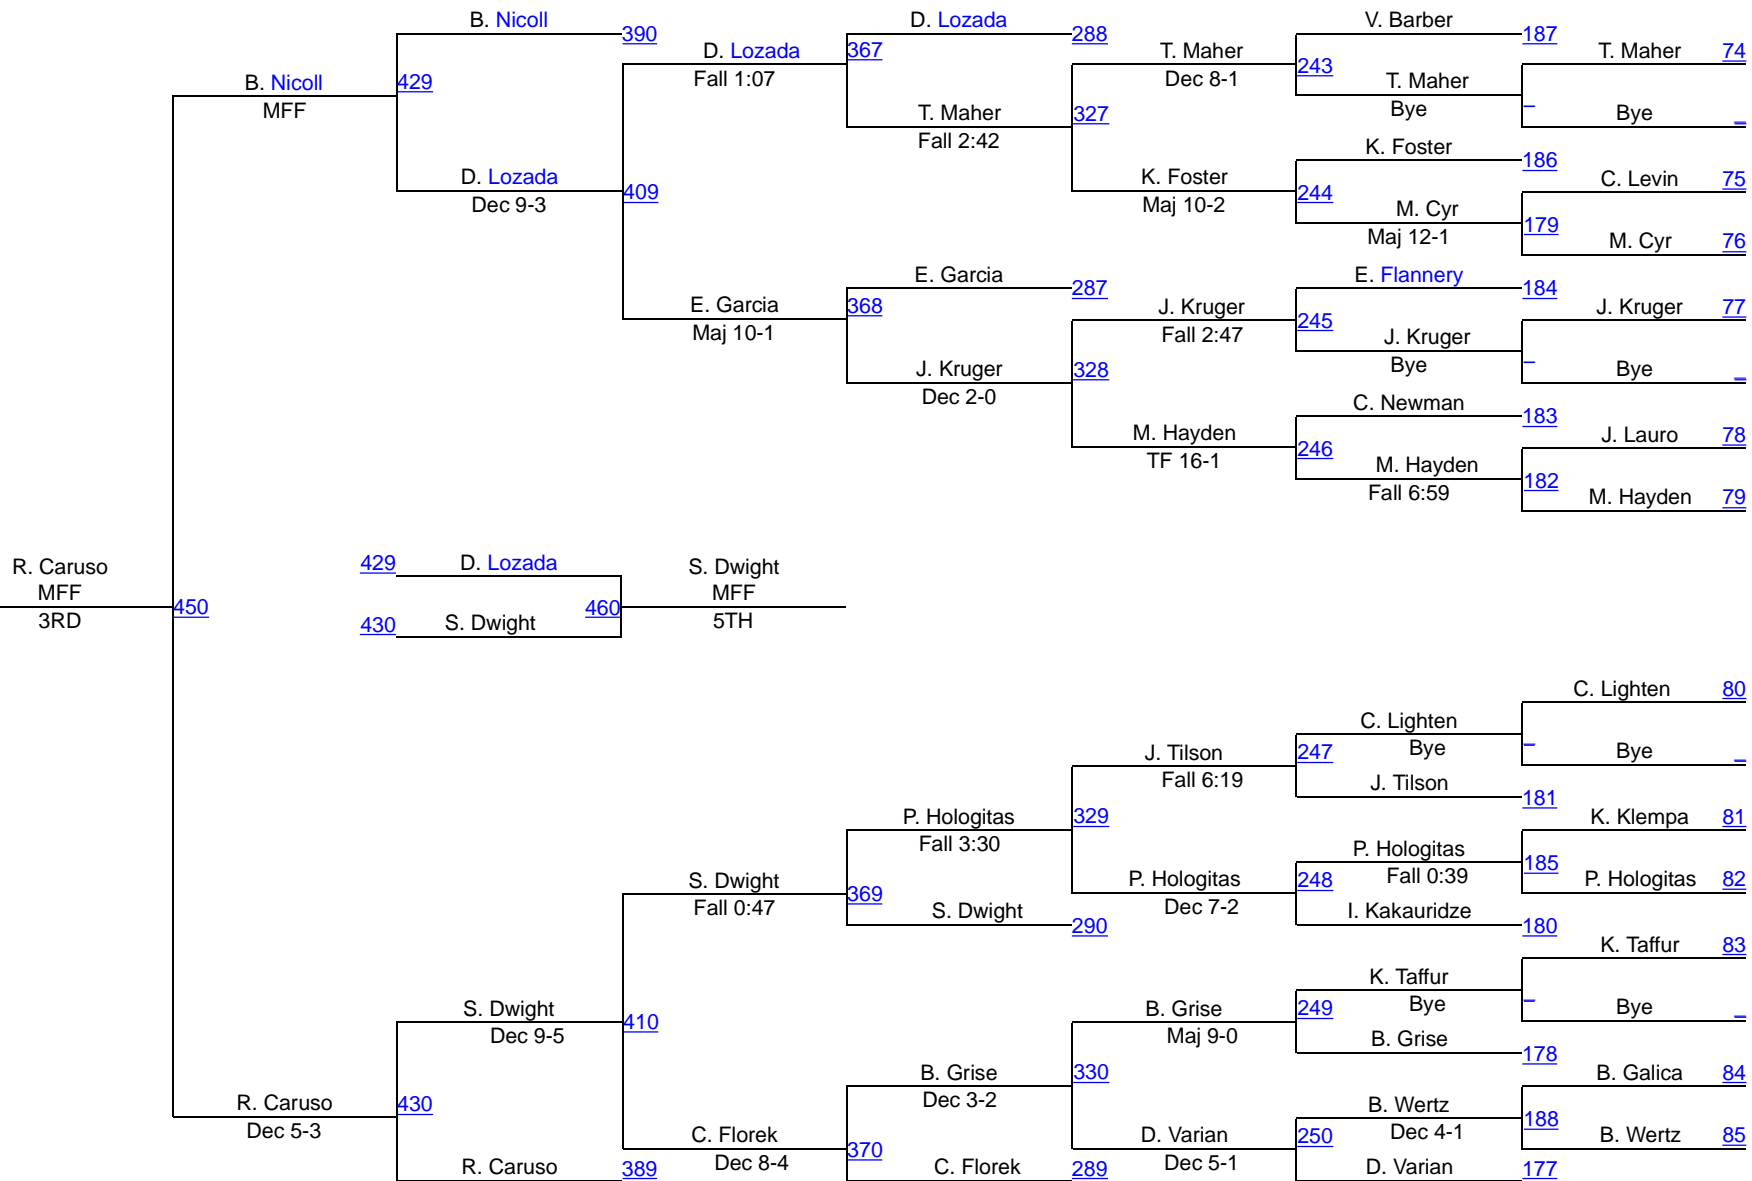 B. Nicoll
390
D. Lozada
288
V. Barber
187
D. Lozada
367
T. Maher
T. Maher
74
Fall 1:07
Dec 8-1
243
B. Nicoll
429
T. Maher
MFF
T. Maher
327
Bye
–
Bye
_
Fall 2:42
K. Foster
186
D. Lozada
409
K. Foster
C. Levin
75
Dec 9-3
Maj 10-2
244
M. Cyr
179
Maj 12-1
M. Cyr
76
E. Garcia
287
E. Flannery
184
E. Garcia
368
J. Kruger
J. Kruger
77
Maj 10-1
Fall 2:47
245
J. Kruger
J. Kruger
328
Bye
–
Bye
_
Dec 2-0
C. Newman
183
M. Hayden
J. Lauro
78
TF 16-1
246
M. Hayden
182
Fall 6:59
M. Hayden
79
R. Caruso
429
D. Lozada
S. Dwight
MFF
MFF
450
460
3RD
430
S. Dwight
5TH
C. Lighten
80
C. Lighten
J. Tilson
247
Bye
–
Bye
_
Fall 6:19
J. Tilson
181
P. Hologitas
329
K. Klempa
81
Fall 3:30
P. Hologitas
185
S. Dwight
P. Hologitas
248
Fall 0:39
P. Hologitas
82
Fall 0:47
369
Dec 7-2
S. Dwight
290
I. Kakauridze
180
K. Taffur
83
K. Taffur
S. Dwight
410
B. Grise
249
Bye
–
Bye
_
Dec 9-5
Maj 9-0
B. Grise
178
B. Grise
330
B. Galica
84
Dec 3-2
R. Caruso
430
B. Wertz
188
Dec 5-3
C. Florek
D. Varian
250
Dec 4-1
B. Wertz
85
Dec 8-4
370
Dec 5-1
R. Caruso
389
C. Florek
289
D. Varian
177